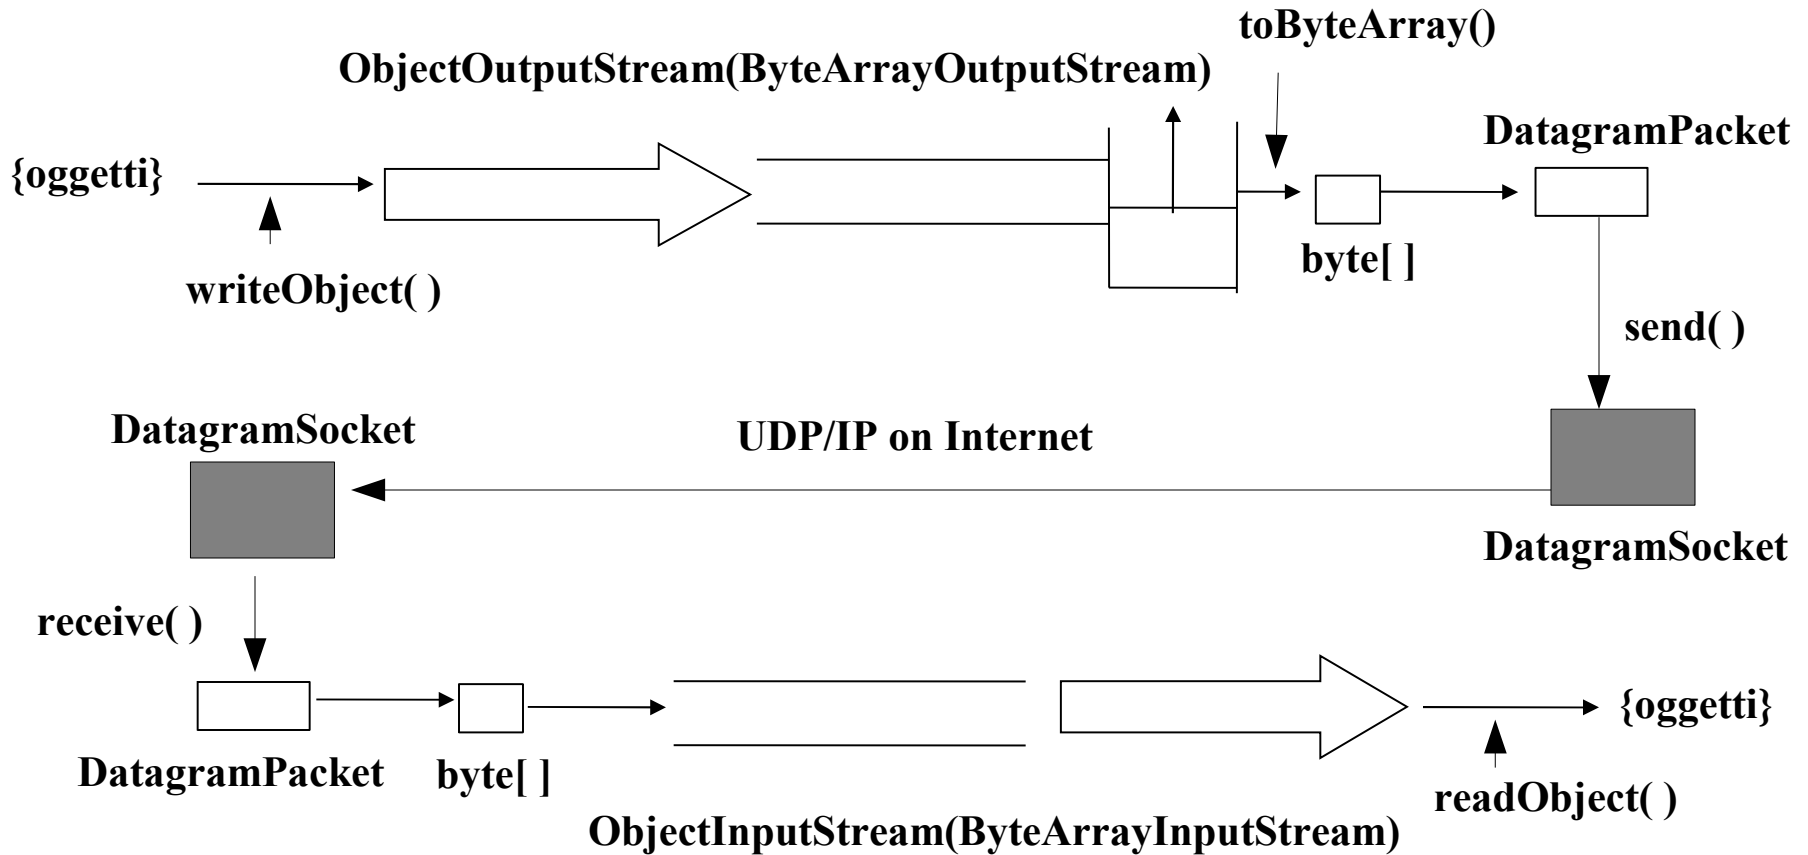 toByteArray()
ObjectOutputStream(ByteArrayOutputStream)
DatagramPacket
{oggetti}
byte[ ]
writeObject( )
send( )
DatagramSocket
UDP/IP on Internet
DatagramSocket
receive( )
{oggetti}
DatagramPacket
byte[ ]
readObject( )
ObjectInputStream(ByteArrayInputStream)